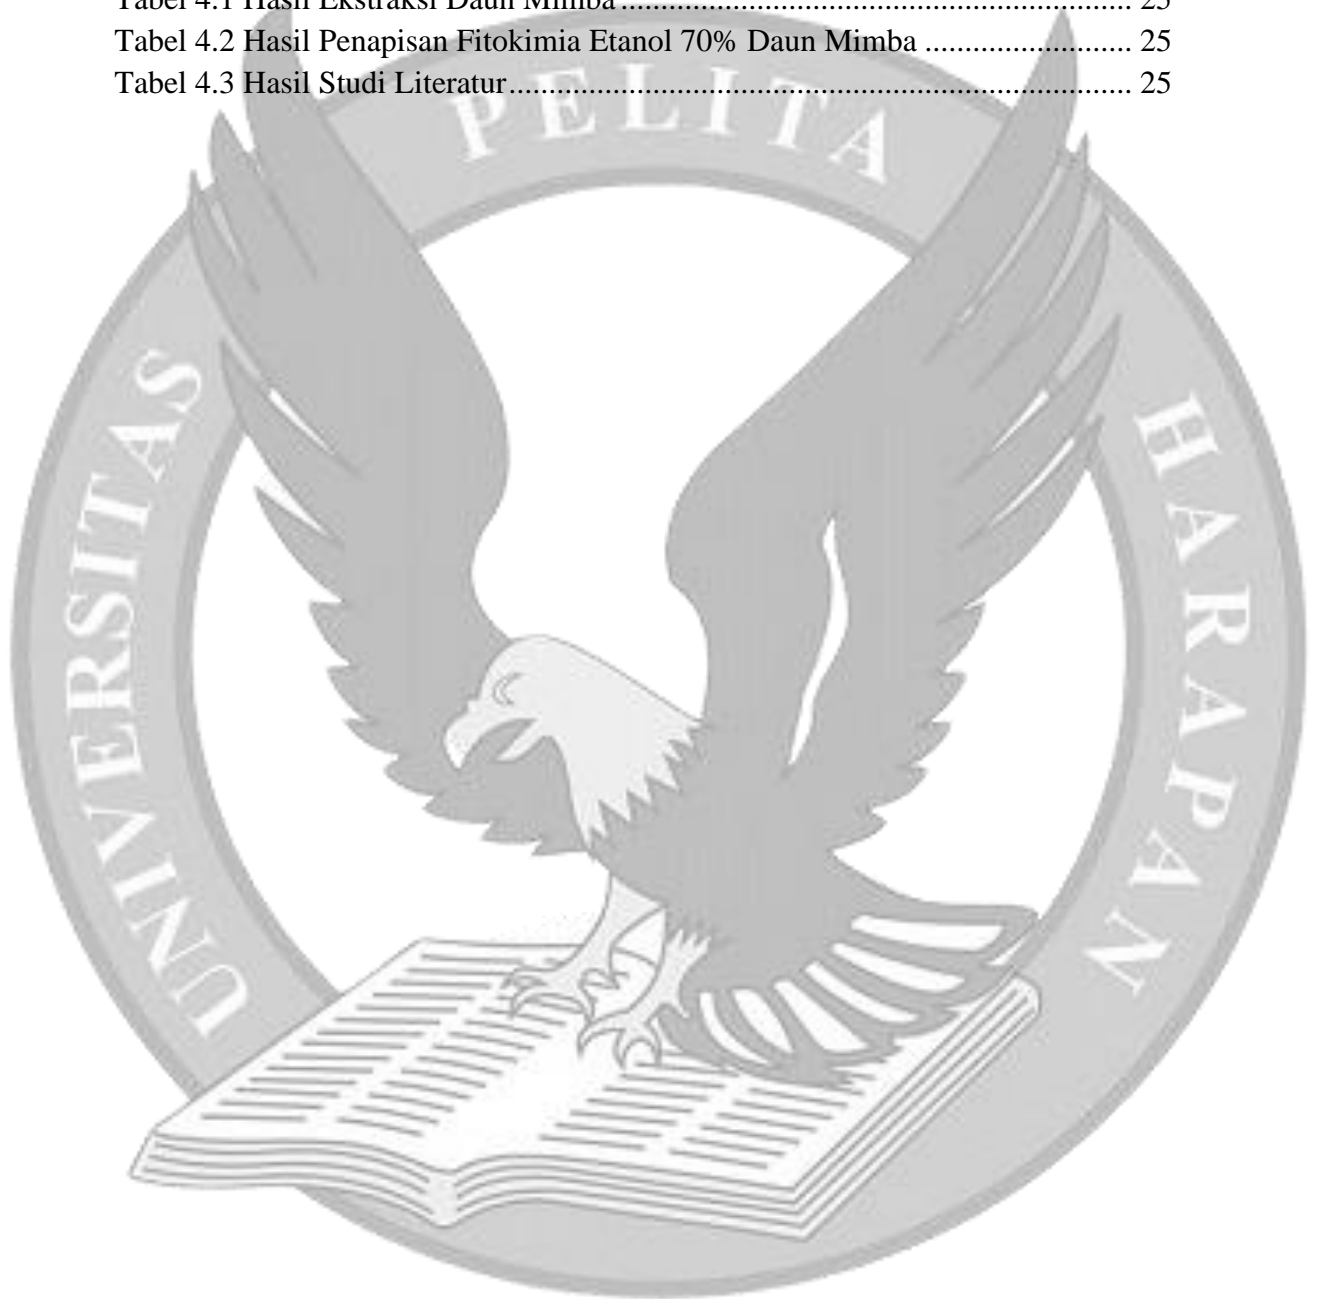 Tabel 4.1 Hasil Ekstraksi Daun Mimba ................................................................ 25
Tabel 4.2 Hasil Penapisan Fitokimia Etanol 70% Daun Mimba .......................... 25
Tabel 4.3 Hasil Studi Literatur.............................................................................. 25
UNIVERSITAS PELITA HARAPAN